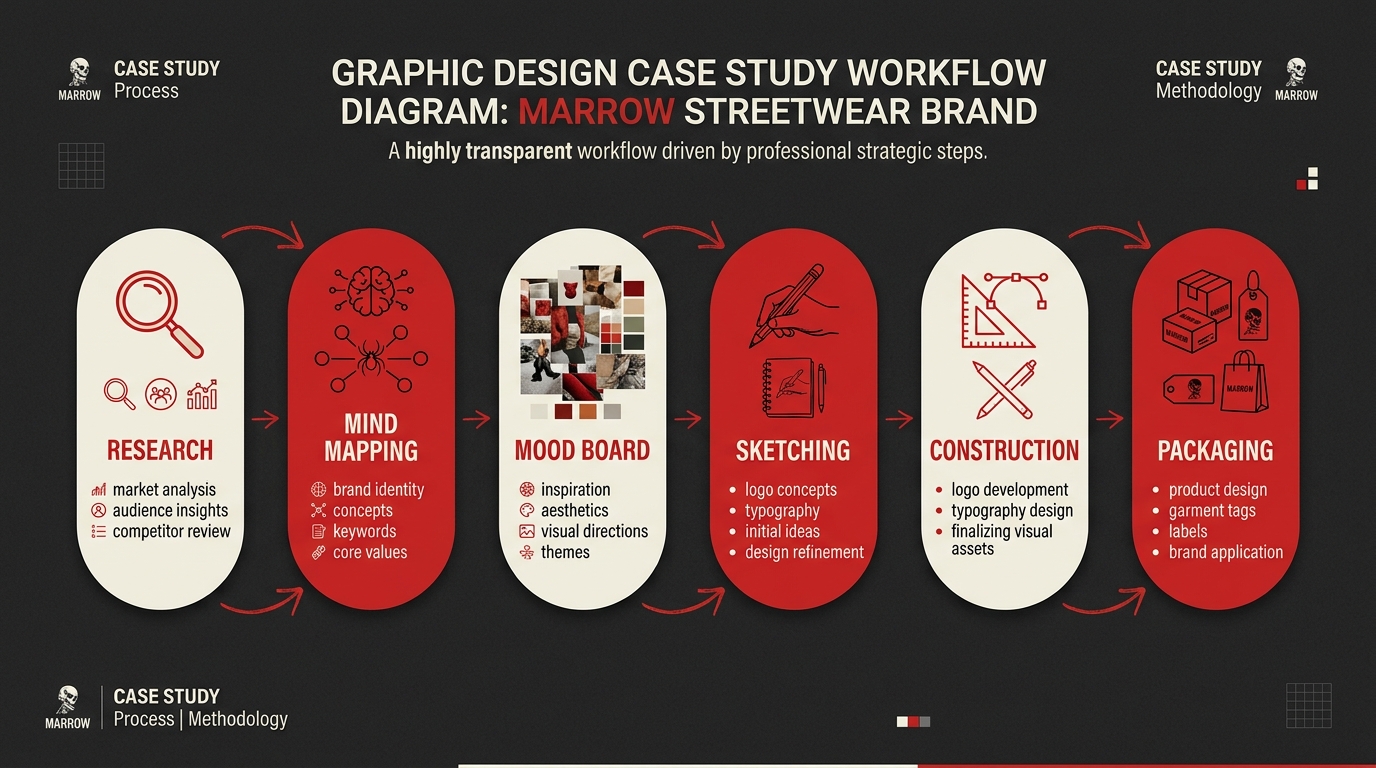 MARROW
CASE STUDY
Process
GRAPHIC DESIGN CASE STUDY WORKFLOW
DIAGRAM: MARROW STREETWEAR BRAND
A highly transparent workflow driven by professional strategic steps.
CASE STUDY
Methodology
MARROW
RESEARCH
market analysis
audience insights
competitor review
MIND
MAPPING
brand identity
concepts
keywords
core values
MOOD BOARD
inspiration
aesthetics
visual directions
themes
SKETCHING
logo concepts
typography
initial ideas
design refinement
CONSTRUCTION
logo development
typography design
finalizing visual
assets
MARROW
PACKAGING
product design
garment tags
labels
brand application
MARROW
CASE STUDY
Process | Methodology